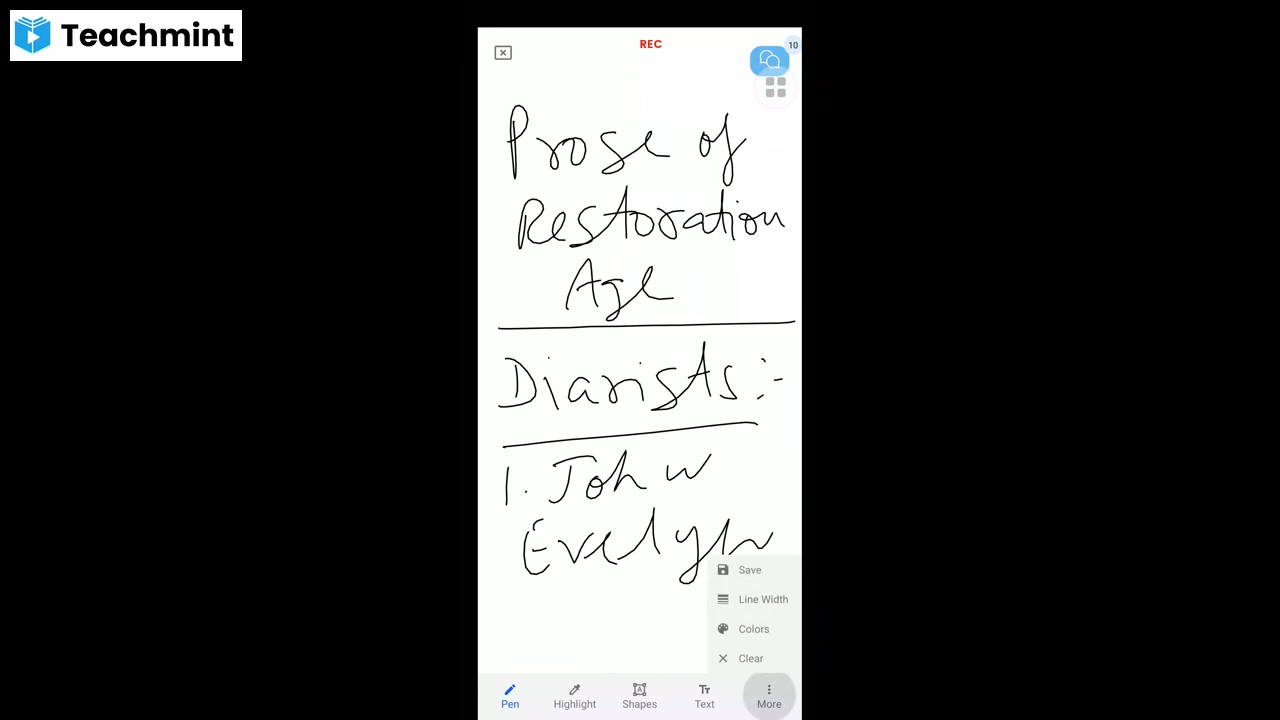 Teachmint
REC
10
Prose of
Restoration
Age
Diarists :-
1. John
Evelyn
Save
Line Width
Colors
Clear
Pen
Highlight
Shapes
Text
More